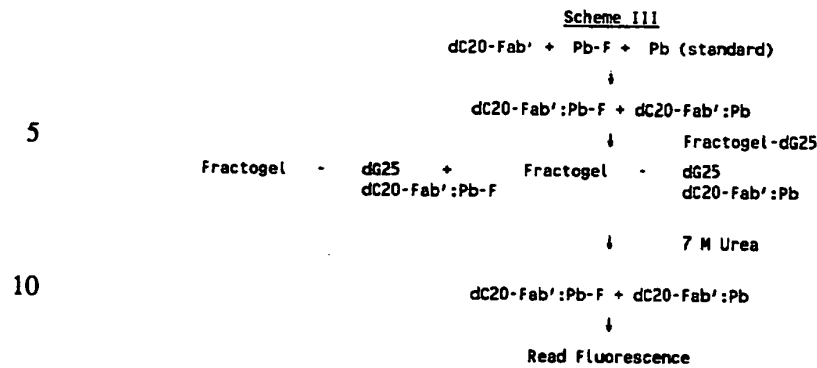 Scheme III
dC20-Fab' + Pb-F + Pb (standard)
↓
dC20-Fab':Pb-F + dC20-Fab':Pb
5
↓ Fractogel-dG25
Fractogel - dG25 + Fractogel - dG25
dC20-Fab':Pb-F dC20-Fab':Pb
↓ 7 M Urea
10
dC20-Fab':Pb-F + dC20-Fab':Pb
↓
Read Fluorescence